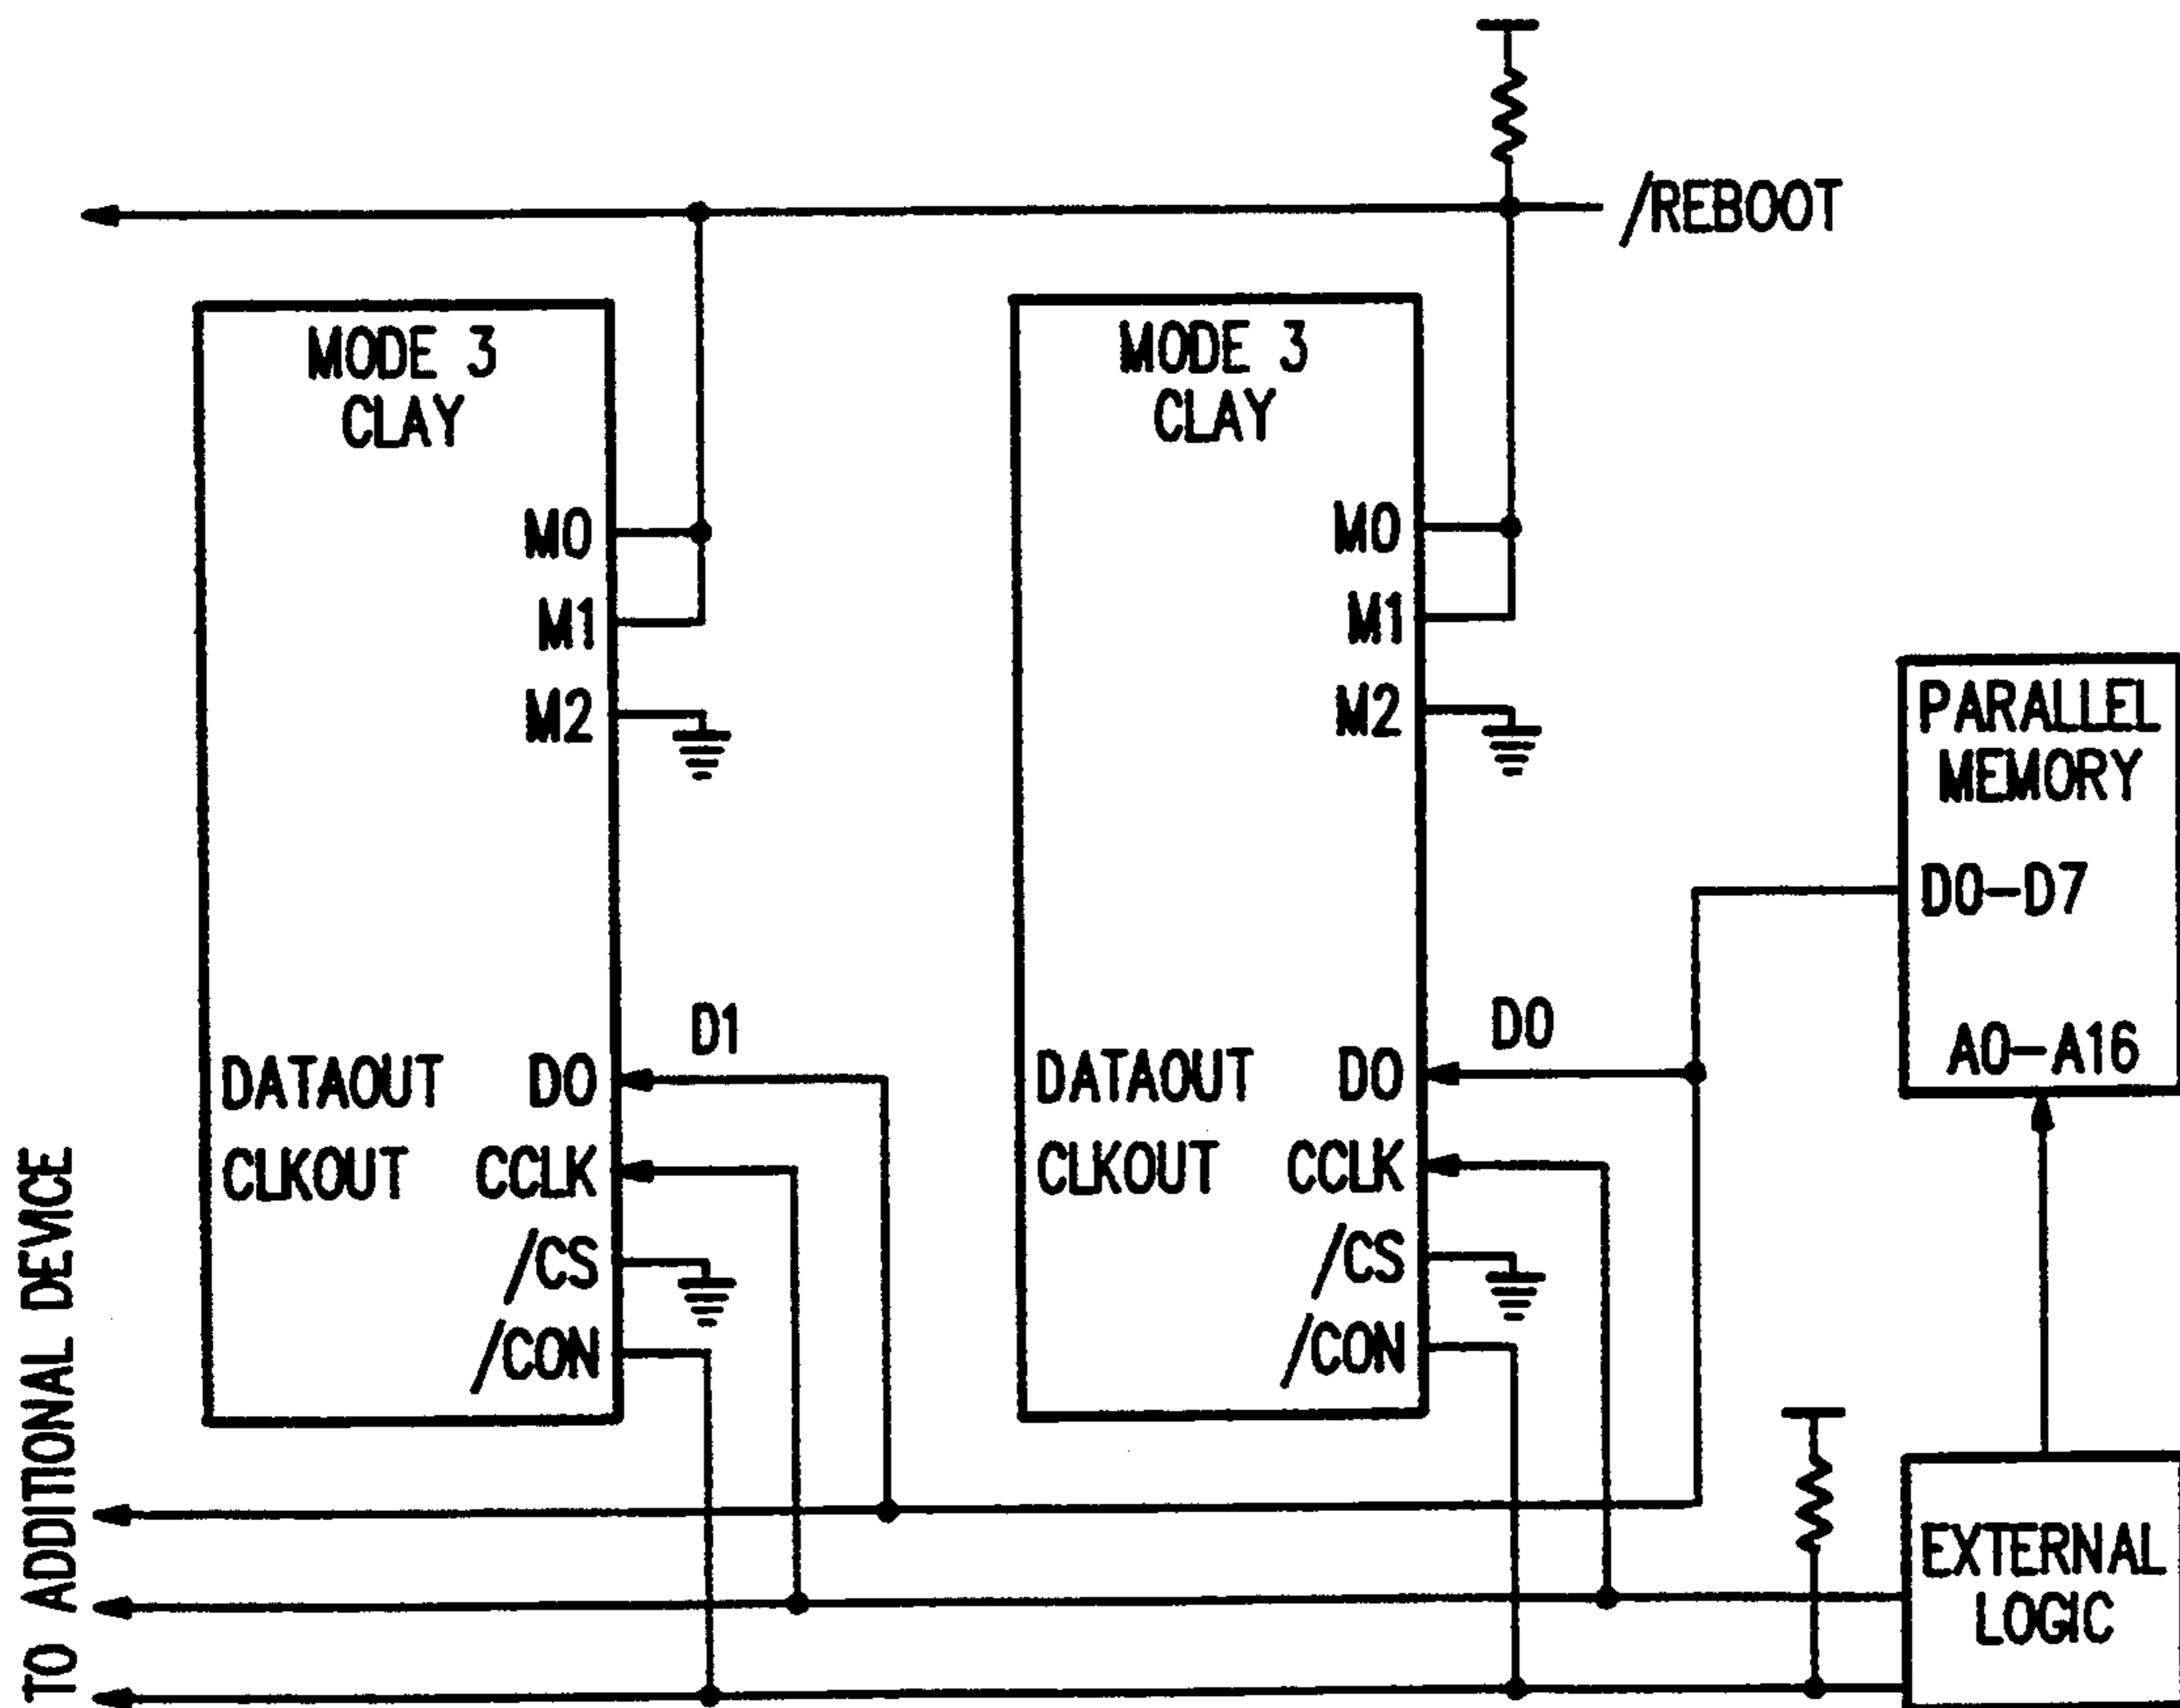 /REBOOT
MODE 3
CLAY
M0
M1
M2
D1
DATAOUT D0
CLKOUT CCLK
/CS
/CON
MODE 3
CLAY
M0
M1
M2
D0
DATAOUT D0
CLKOUT CCLK
/CS
/CON
PARALLEL
MEMORY
D0-D7
A0-A16
EXTERNAL
LOGIC
TO ADDITIONAL DEVICE